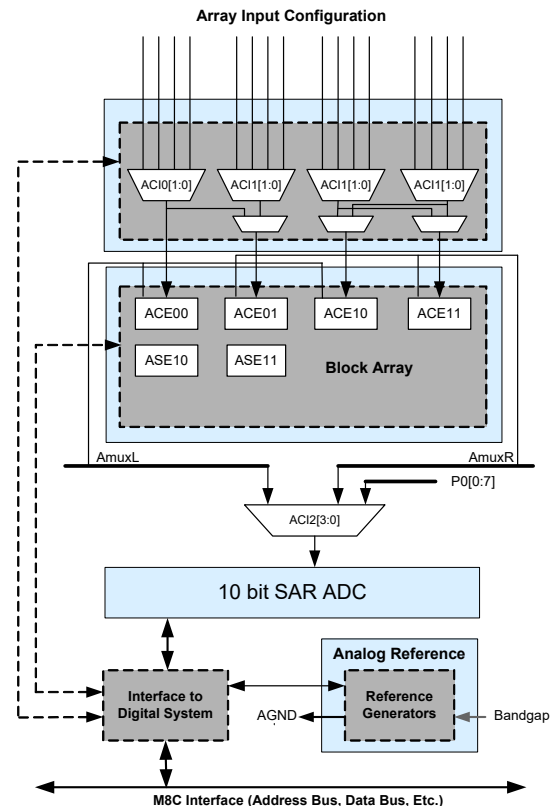 Array Input Configuration
ACI0[1:0]
ACI1[1:0]
ACI1[1:0]
ACI1[1:0]
ACE00
ACE01
ACE10
ACE11
ASE10
ASE11
Block Array
AmuxL
AmuxR
P0[0:7]
ACI2[3:0]
10 bit SAR ADC
Analog Reference
Interface to
Digital System
Reference
Generators
AGND
Bandgap
M8C Interface (Address Bus, Data Bus, Etc.)